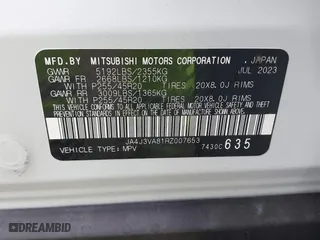 MFD.BY MITSUBISHI MOTORS CORPORATION , JAPAN
GVWR 5192LBS/2355KG JUL 2023
GAWR FR 2668LBS/1210KG
WITH P255/45R20 TIRES 20X8.0J RIMS
GAWR RR 3009LBS/1365KG
WITH P255/45R20 TIRES 20X8.0J RIMS
JA4J3VA81RZ007653
VEHICLE TYPE: MPV 7430C 635